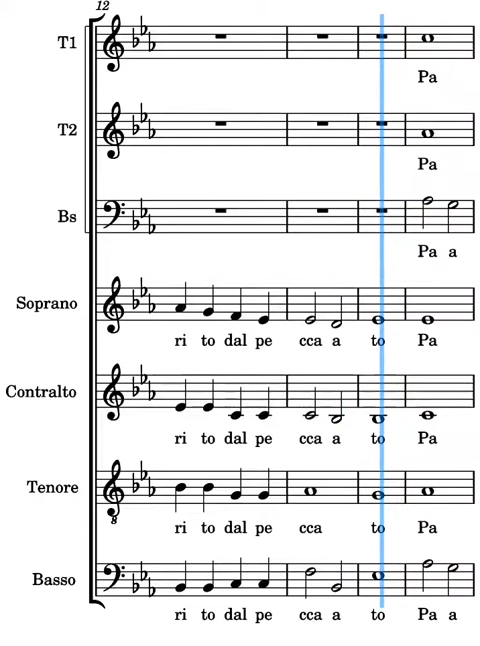 12
T1
Pa
T2
Pa
Bs
Pa a
Soprano
ri to dal pe cca a to Pa
Contralto
ri to dal pe cca a to Pa
Tenore
8
ri to dal pe cca to Pa
Basso
ri to dal pe cca a to Pa a